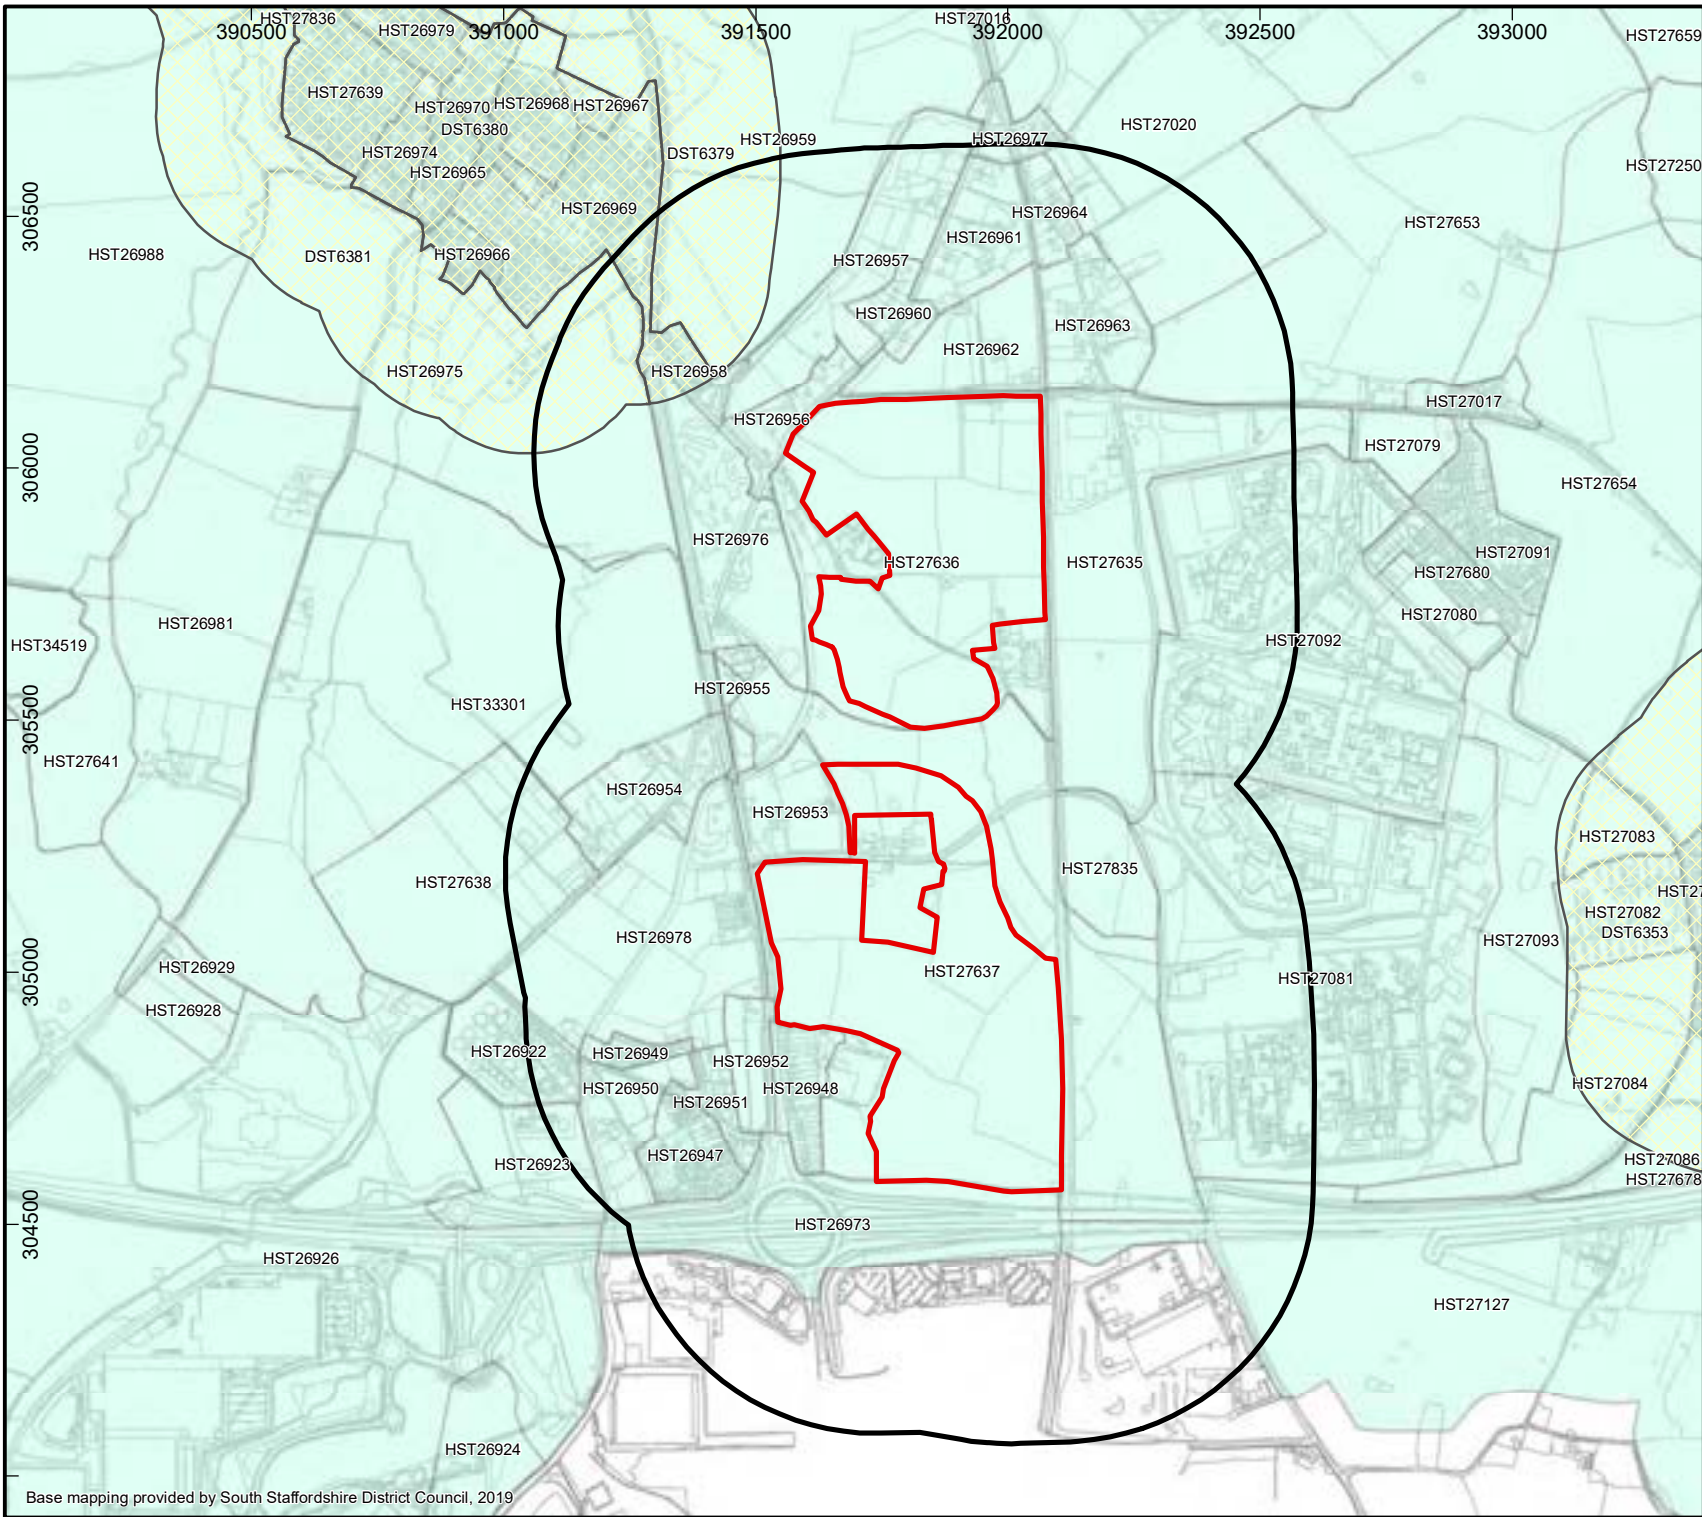 HST27836
HST26979
HST27016
390500
391000
391500
392000
392500
393000
HST27659
HST27639
HST26970
HST26968
HST26967
DST6380
HST26959
HST26977
HST27020
HST26974
DST6379
HST26965
HST27250
306500
HST26969
HST26964
HST27653
HST26961
HST26988
DST6381
HST26966
HST26957
HST26960
HST26963
HST26962
HST26975
HST26958
HST27017
HST26956
306000
HST27079
HST27654
HST26976
HST27636
HST27635
HST27091
HST27680
HST27080
HST26981
HST34519
HST27092
HST26955
305500
HST33301
HST27641
HST26954
HST26953
HST27083
HST27638
HST27835
HST27
HST27082
DST6353
HST26978
HST27093
305000
HST26929
HST27637
HST27081
HST26928
HST26922
HST26949
HST26952
HST26950
HST26948
HST27084
HST26951
HST26947
HST26923
HST27086
HST27678
304500
HST26973
HST26926
HST27127
HST26924
Base mapping provided by South Staffordshire District Council, 2019